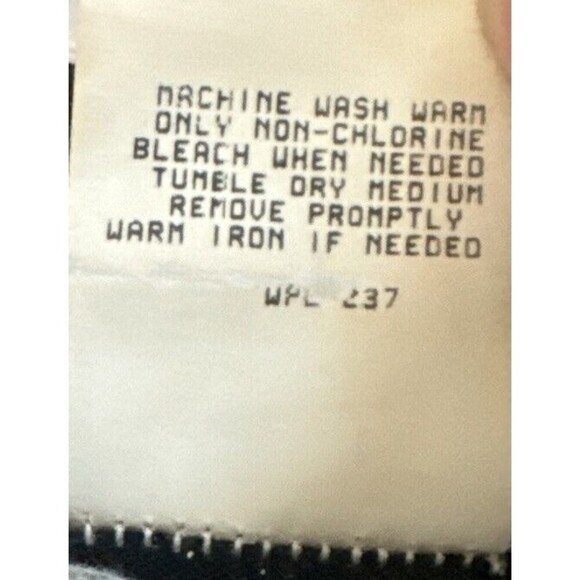 MACHINE WASH WARM
ONLY NON-CHLORINE
BLEACH WHEN NEEDED
TUMBLE DRY MEDIUM
REMOVE PROMPTLY
WARM IRON IF NEEDED
WPL 237